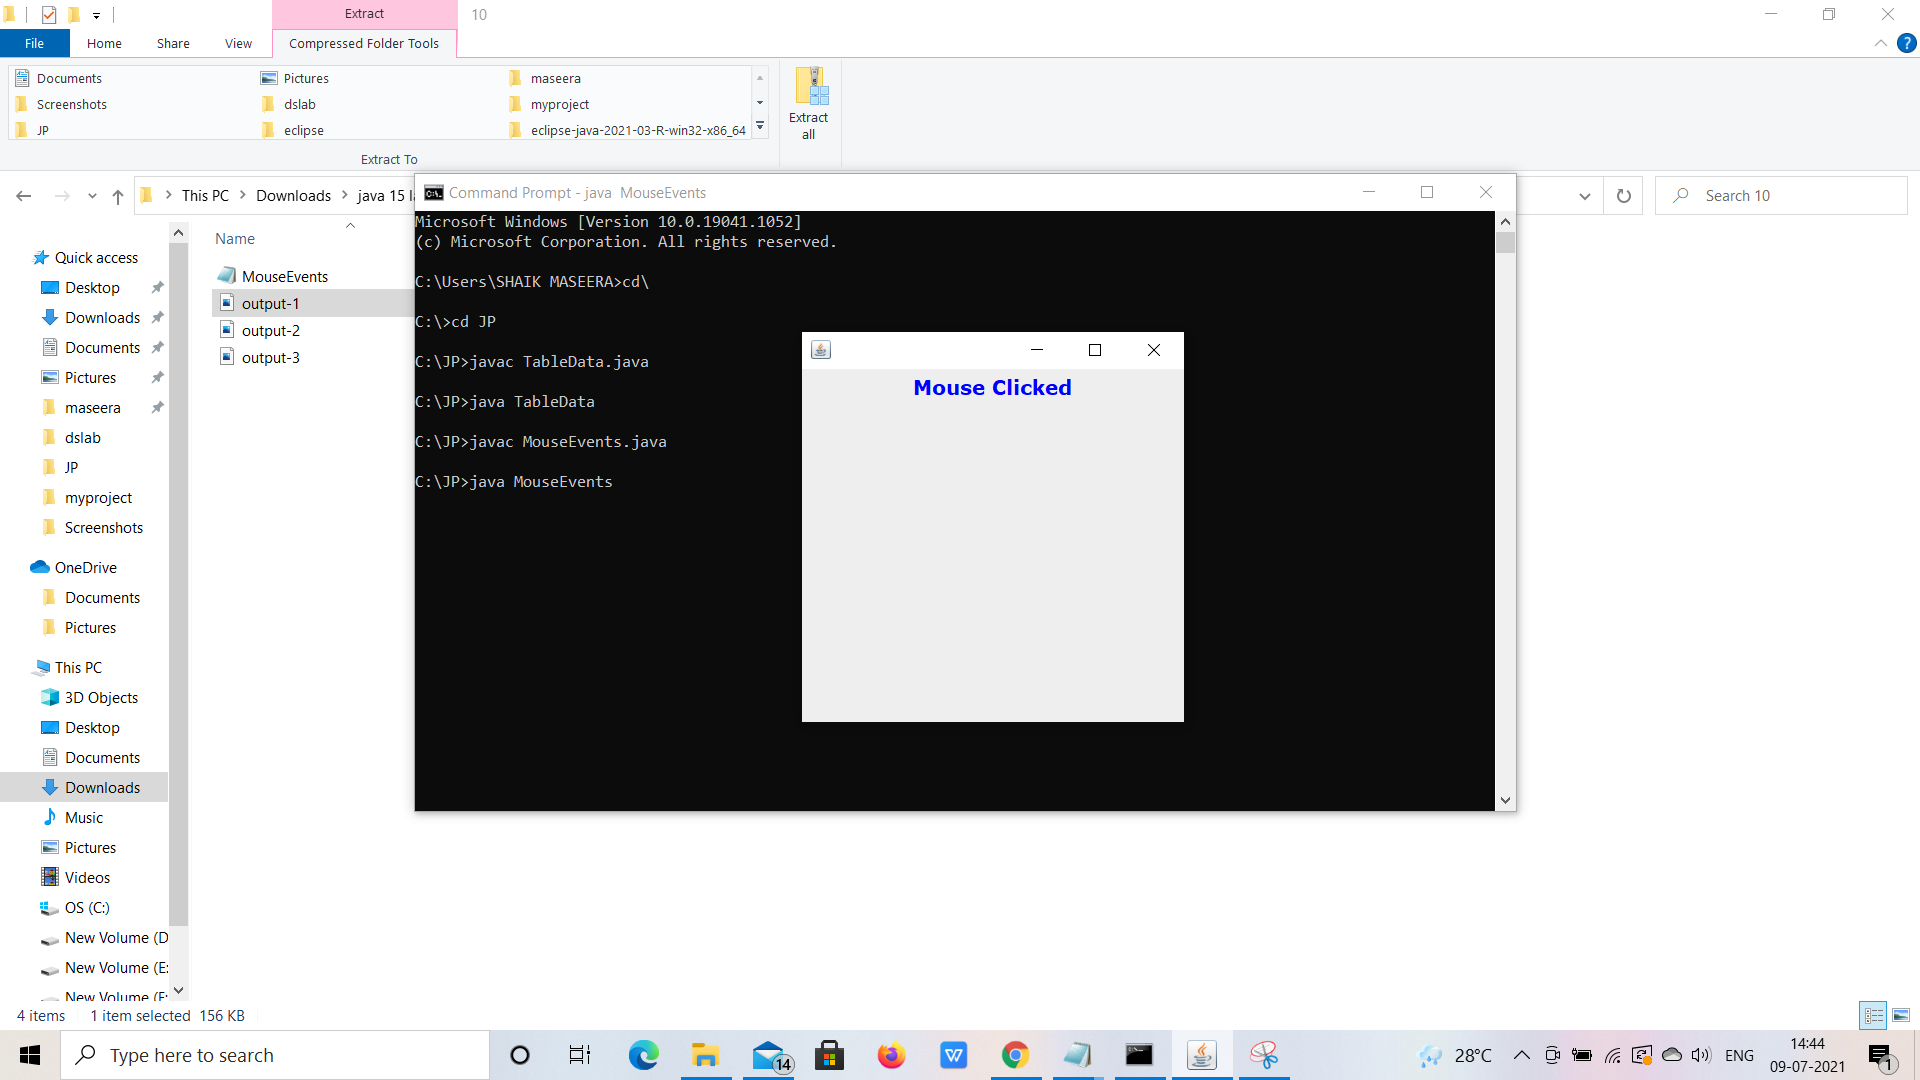 Extract
10
File
Home
Share
View
Compressed Folder Tools
Documents
Pictures
maseera
Screenshots
dslab
myproject
JP
eclipse
eclipse-java-2021-03-R-win32-x86_64
Extract
all
Extract To
This PC
Downloads
java 15
Search 10
Command Prompt - java  MouseEvents
Microsoft Windows [Version 10.0.19041.1052]
(c) Microsoft Corporation. All rights reserved.
C:\Users\SHAIK MASEERA>cd\
C:\>cd JP
C:\JP>javac TableData.java
C:\JP>java TableData
C:\JP>javac MouseEvents.java
C:\JP>java MouseEvents
Mouse Clicked
Name
MouseEvents
output-1
output-2
output-3
Quick access
Desktop
Downloads
Documents
Pictures
maseera
dslab
JP
myproject
Screenshots
OneDrive
Documents
Pictures
This PC
3D Objects
Desktop
Documents
Downloads
Music
Pictures
Videos
OS (C:)
New Volume (D
New Volume (E:
New Volume (F:
4 items
1 item selected
156 KB
Type here to search
14
28°C
ENG
14:44
09-07-2021
1